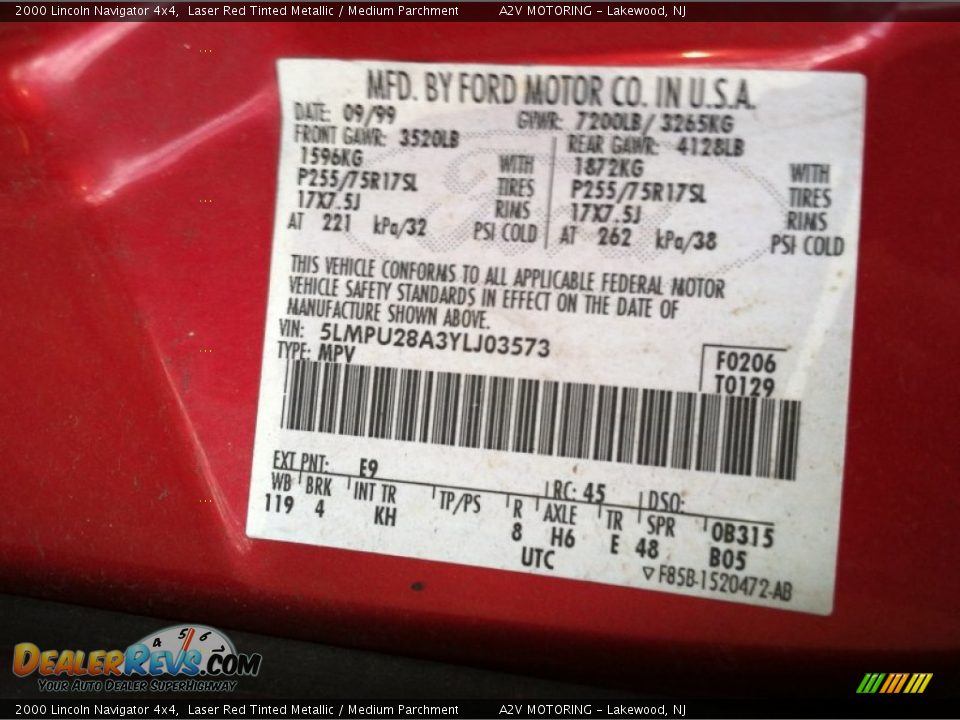 2000 Lincoln Navigator 4x4,  Laser Red Tinted Metallic / Medium Parchment    A2V MOTORING - Lakewood, NJ
MFD. BY FORD MOTOR CO. IN U.S.A.
DATE: 09/99 GVWR: 7200LB/ 3265KG
FRONT GAWR: 3520LB REAR GAWR: 4128LB
1596KG WITH 1872KG WITH
P255/75R17SL TIRES P255/75R17SL TIRES
17X7.5J RIMS 17X7.5J RIMS
AT 221 kPa/32 PSI COLD AT 262 kPa/38 PSI COLD
THIS VEHICLE CONFORMS TO ALL APPLICABLE FEDERAL MOTOR
VEHICLE SAFETY STANDARDS IN EFFECT ON THE DATE OF
MANUFACTURE SHOWN ABOVE.
VIN: 5LMPU28A3YLJ03573
TYPE: MPV
F0206
T0129
EXT PNT: E9 RC: 45 DSO:
WB BRK INT TR TP/PS R AXLE TR SPR 0B315
119 4 KH 8 H6 E 48 B05
UTC
▽F85B-1520472-AB
4 5 6
DEALERREVS.COM
YOUR AUTO DEALER SUPERHIGHWAY
2000 Lincoln Navigator 4x4,  Laser Red Tinted Metallic / Medium Parchment    A2V MOTORING - Lakewood, NJ